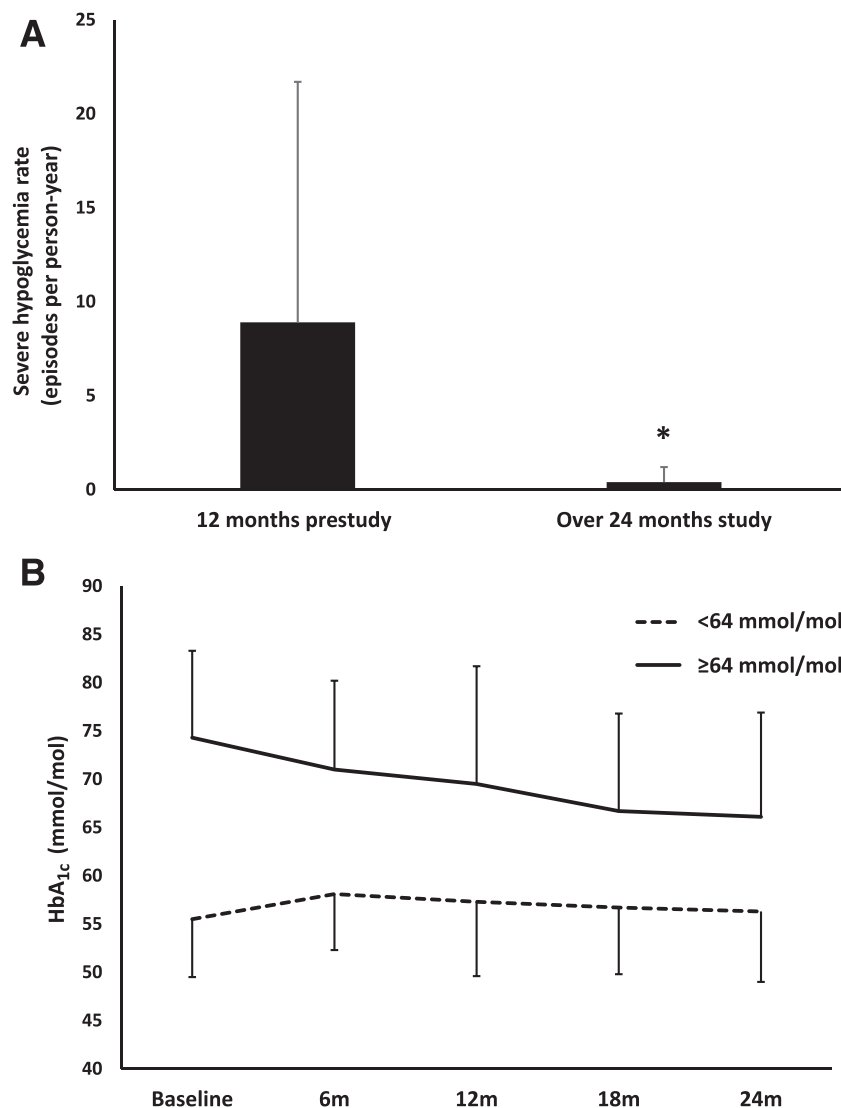 A
Severe hypoglycemia rate
(episodes per person-year)
25
20
15
10
5
0
*
12 months prestudy
Over 24 months study
B
HbA1c (mmol/mol)
90
85
80
75
70
65
60
55
50
45
40
<64 mmol/mol
≥64 mmol/mol
Baseline
6m
12m
18m
24m